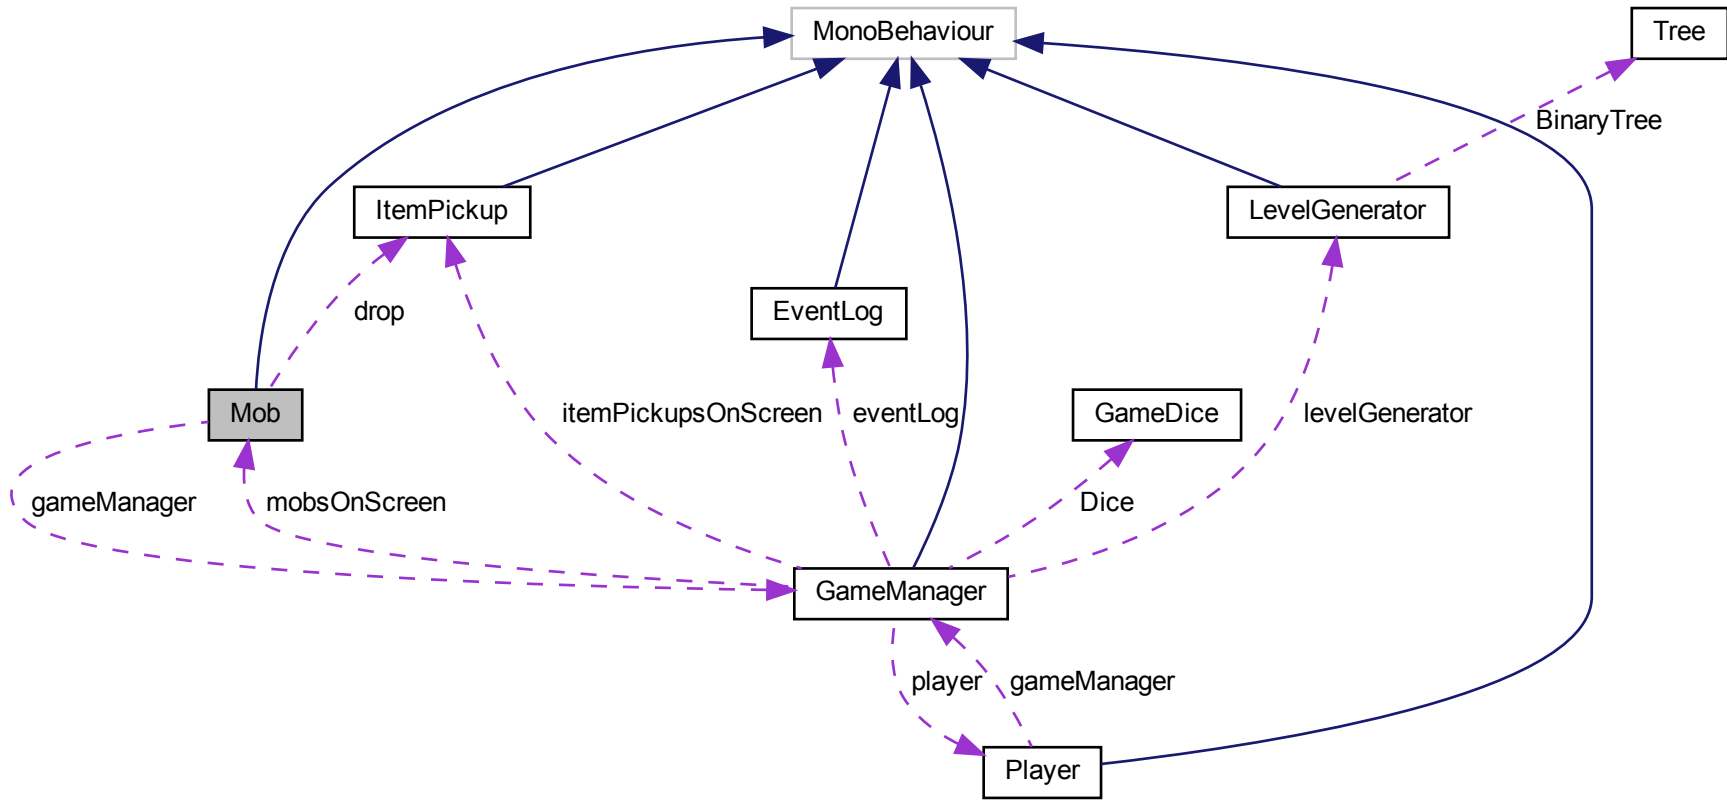 MonoBehaviour
Tree
BinaryTree
ItemPickup
LevelGenerator
drop
EventLog
Mob
itemPickupsOnScreen
eventLog
GameDice
levelGenerator
gameManager
mobsOnScreen
Dice
GameManager
player
gameManager
Player